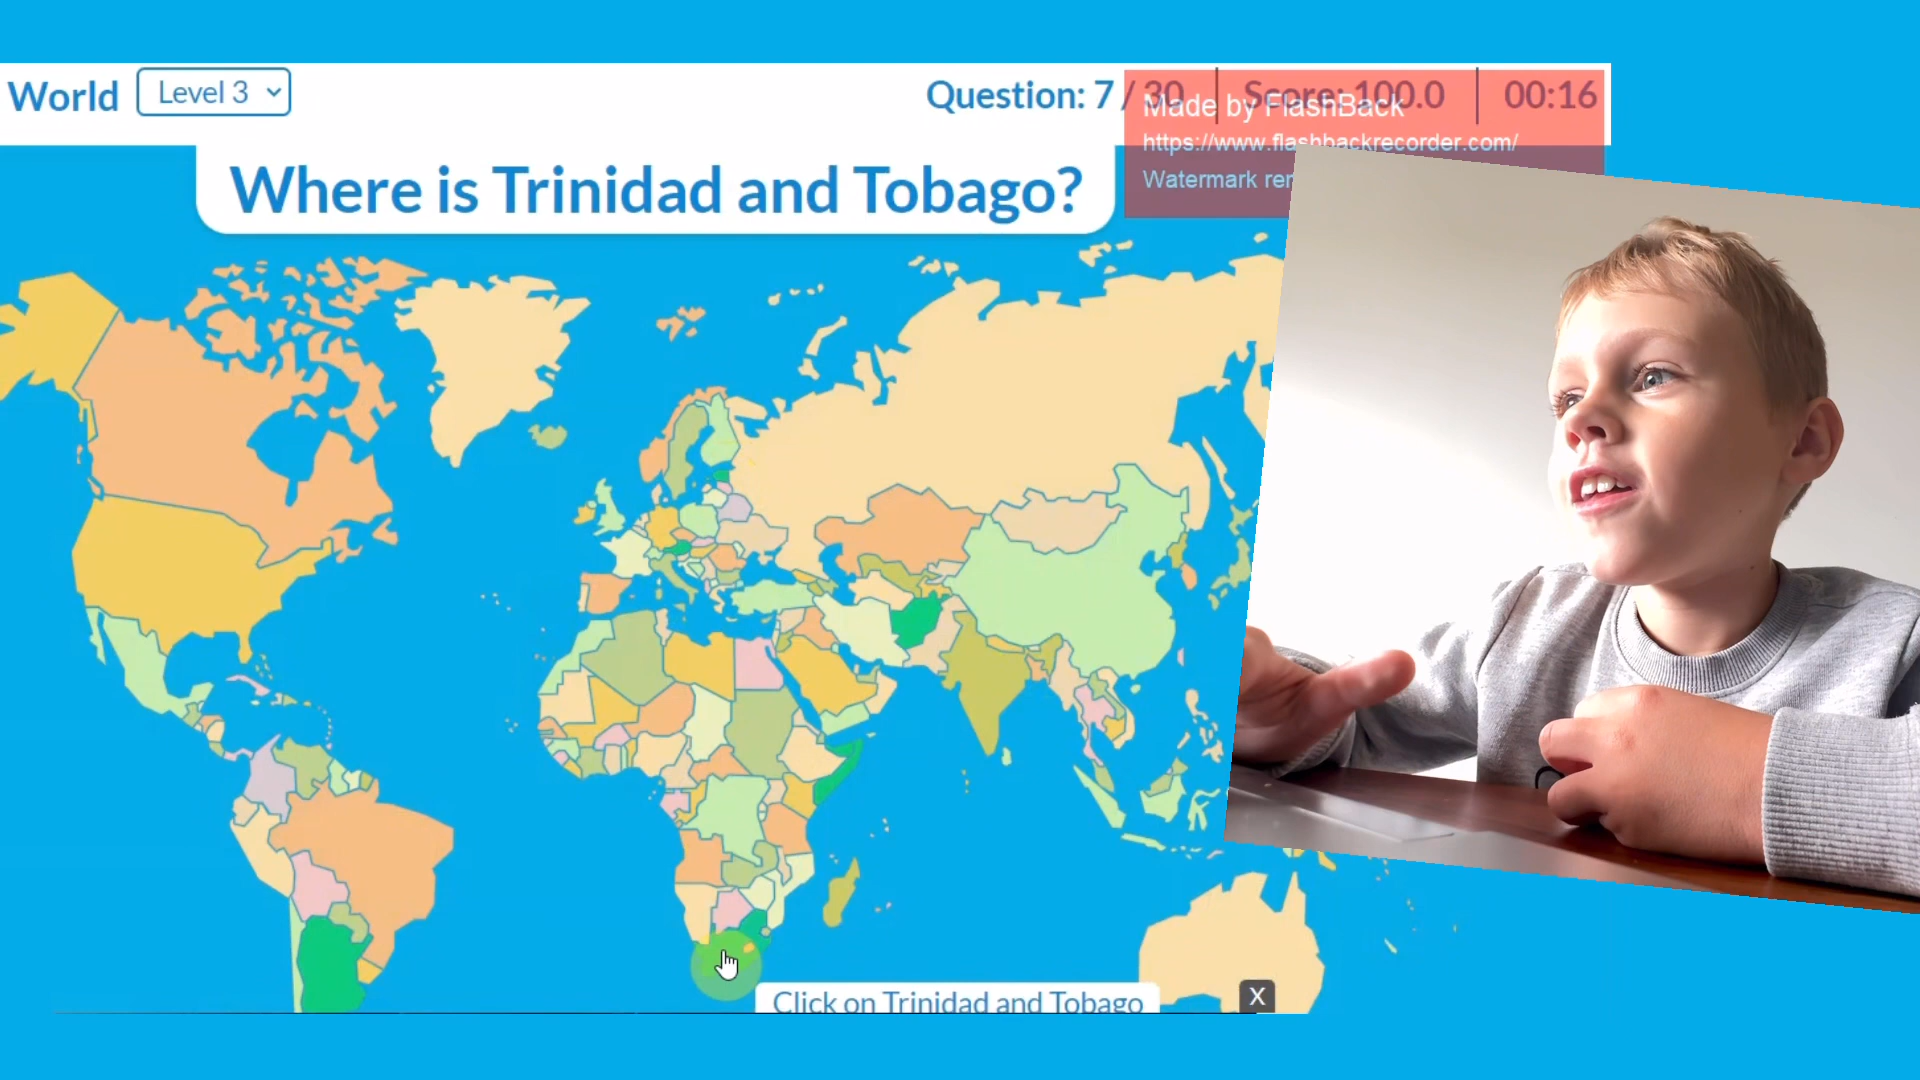 World
Level 3
Question: 7 / 30
Score: 100.0
00:16
Made by FlashBack
https://www.flashbackrecorder.com/
Watermark
Where is Trinidad and Tobago?
Click on Trinidad and Tobago
X